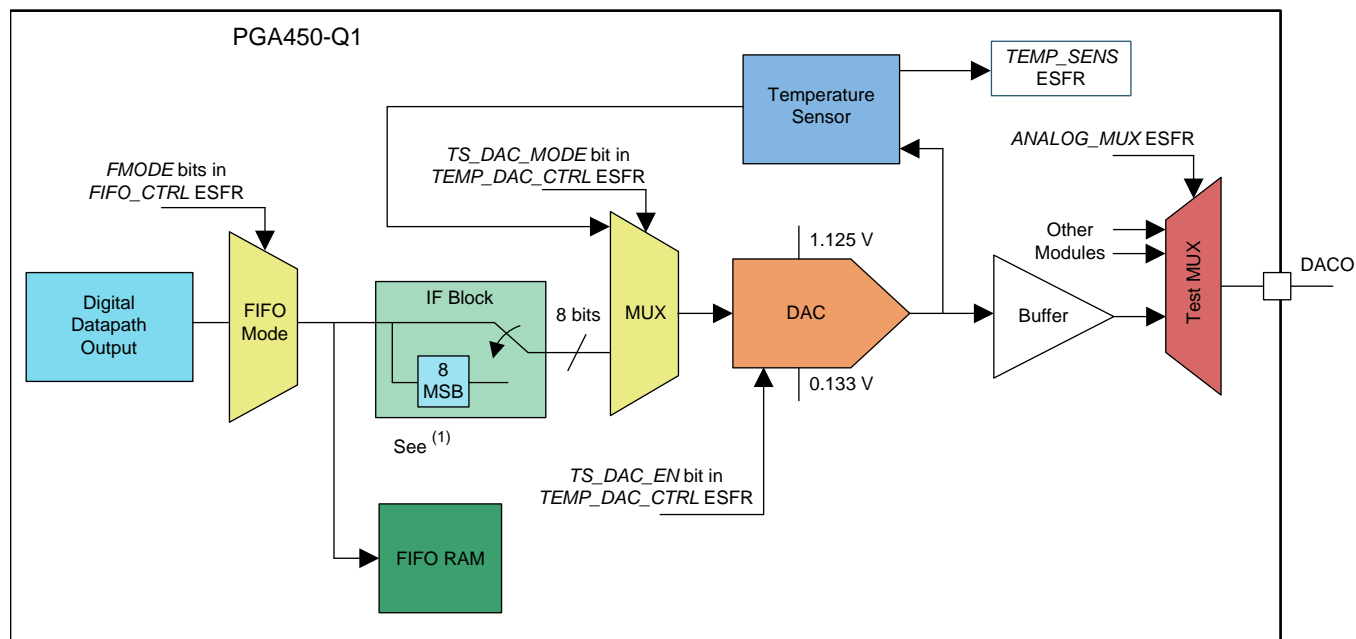 PGA450-Q1
TEMP_SENS
ESFR
Temperature
Sensor
ANALOG_MUX ESFR
TS_DAC_MODE bit in
TEMP_DAC_CTRL ESFR
FMODE bits in
FIFO_CTRL ESFR
Other
Modules
1.125 V
DACO
Digital
Datapath
Output
FIFO
Mode
IF Block
8 bits
MUX
DAC
Buffer
Test MUX
8
MSB
0.133 V
See (1)
TS_DAC_EN bit in
TEMP_DAC_CTRL ESFR
FIFO RAM